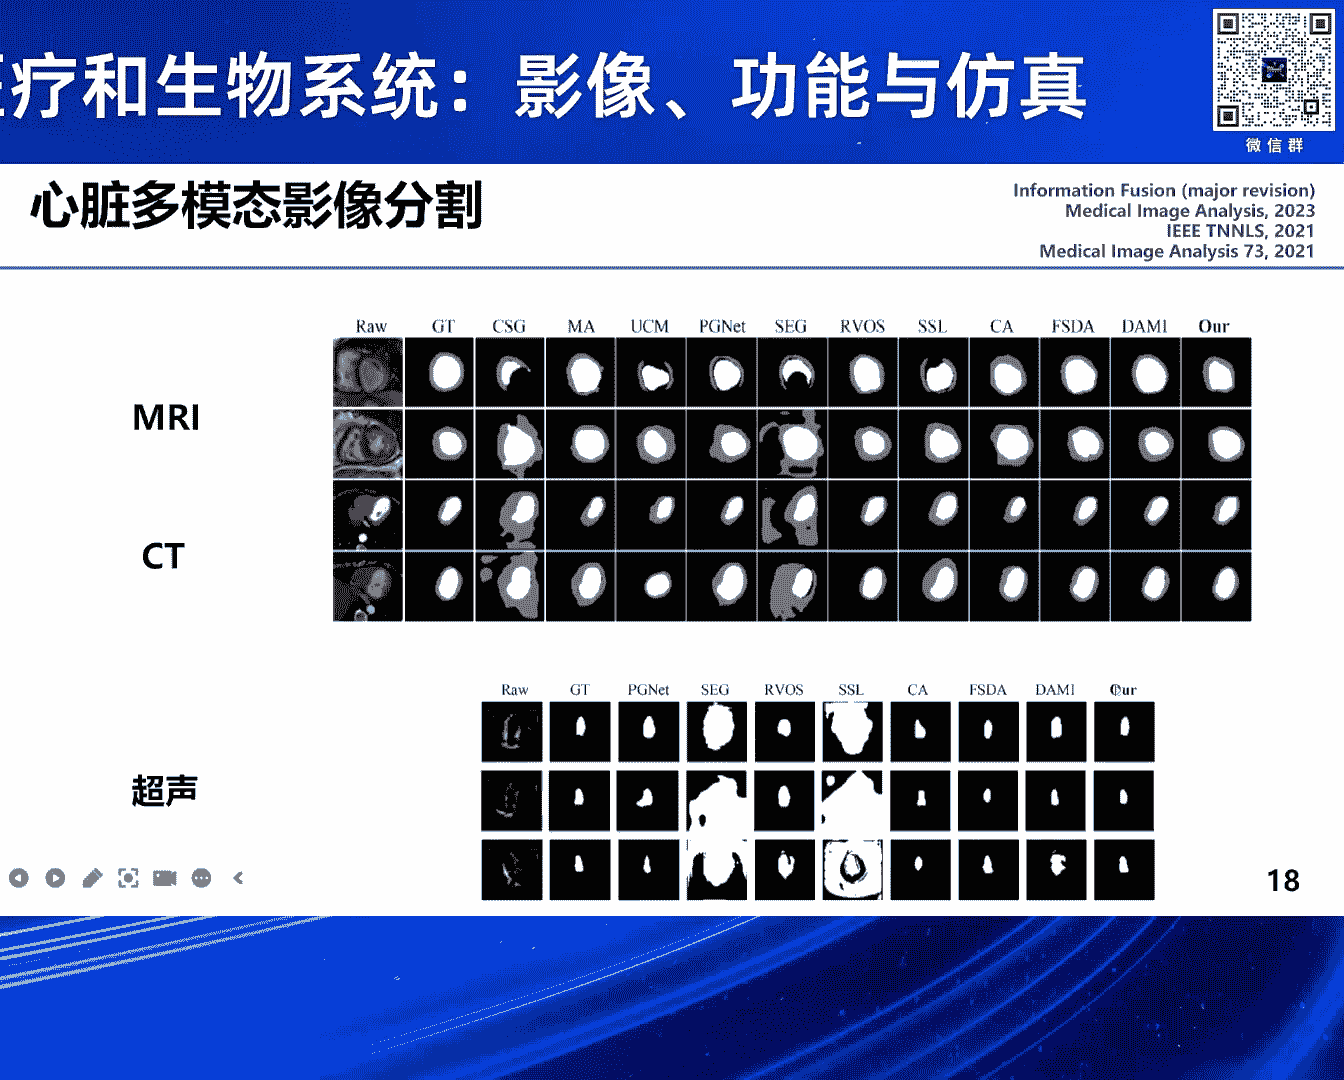 疗和生物系统：影像、功能与仿真
微信群
心脏多模态影像分割
Information Fusion (major revision)
Medical Image Analysis, 2023
IEEE TNNLS, 2021
Medical Image Analysis 73, 2021
Raw GT CSG MA UCM PGNet SEG RVOS SSL CA FSDA DAMI Our
MRI
CT
Raw GT PGNet SEG RVOS SSL CA FSDA DAMI Our
超声
18